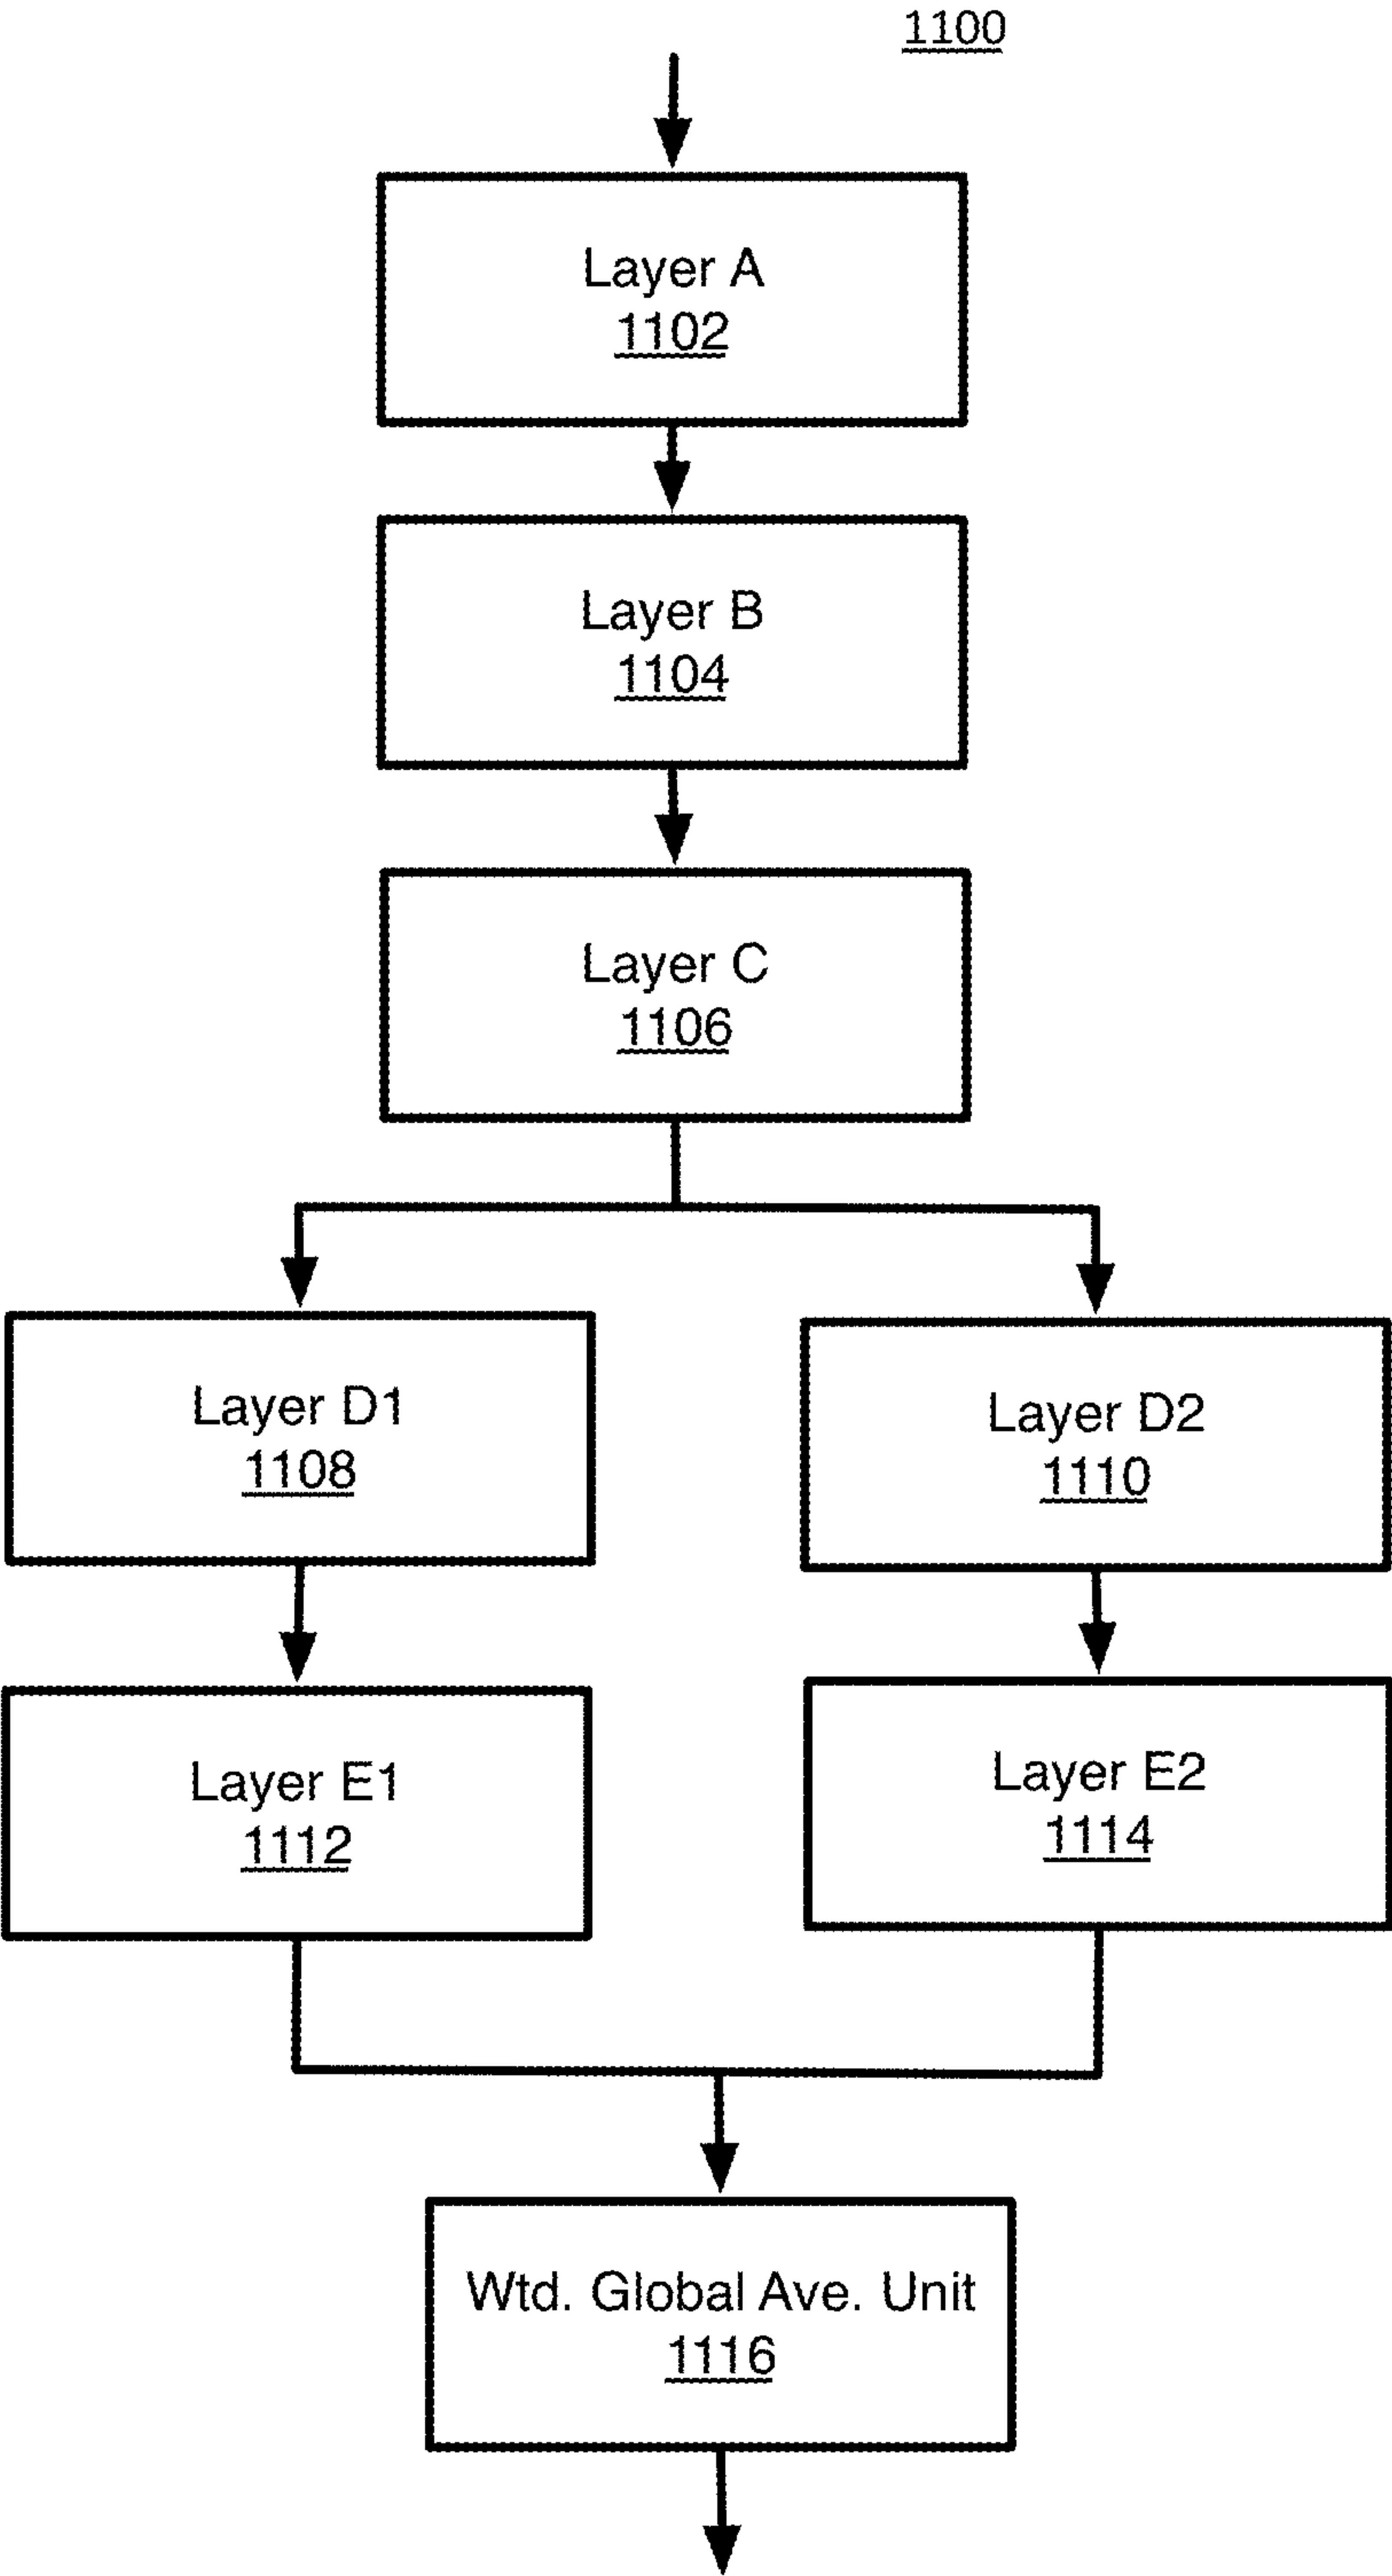 1100
Layer A
1102
Layer B
1104
Layer C
1106
Layer D1
1108
Layer D2
1110
Layer E1
1112
Layer E2
1114
Wtd. Global Ave. Unit
1116